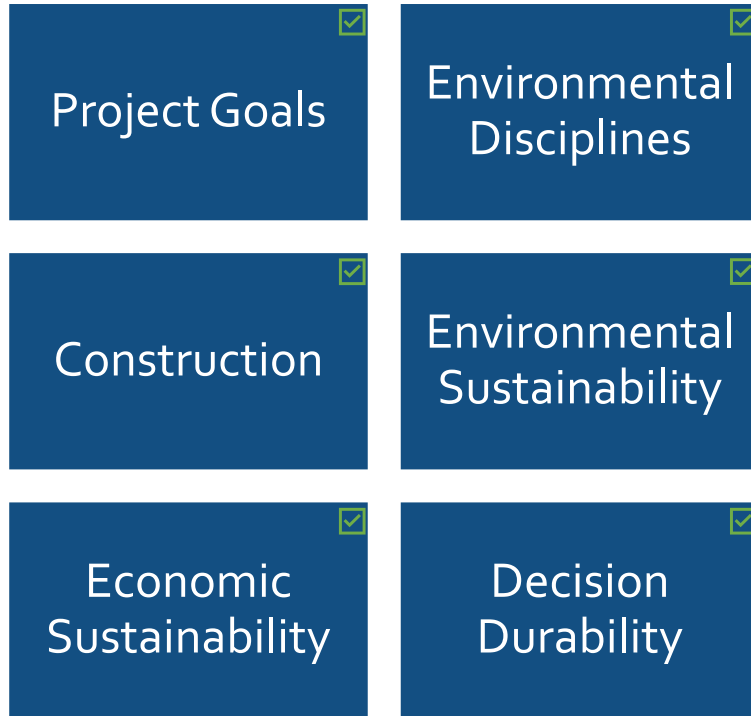 Project Goals
Environmental
Disciplines
Construction
Environmental
Sustainability
Economic
Sustainability
Decision
Durability